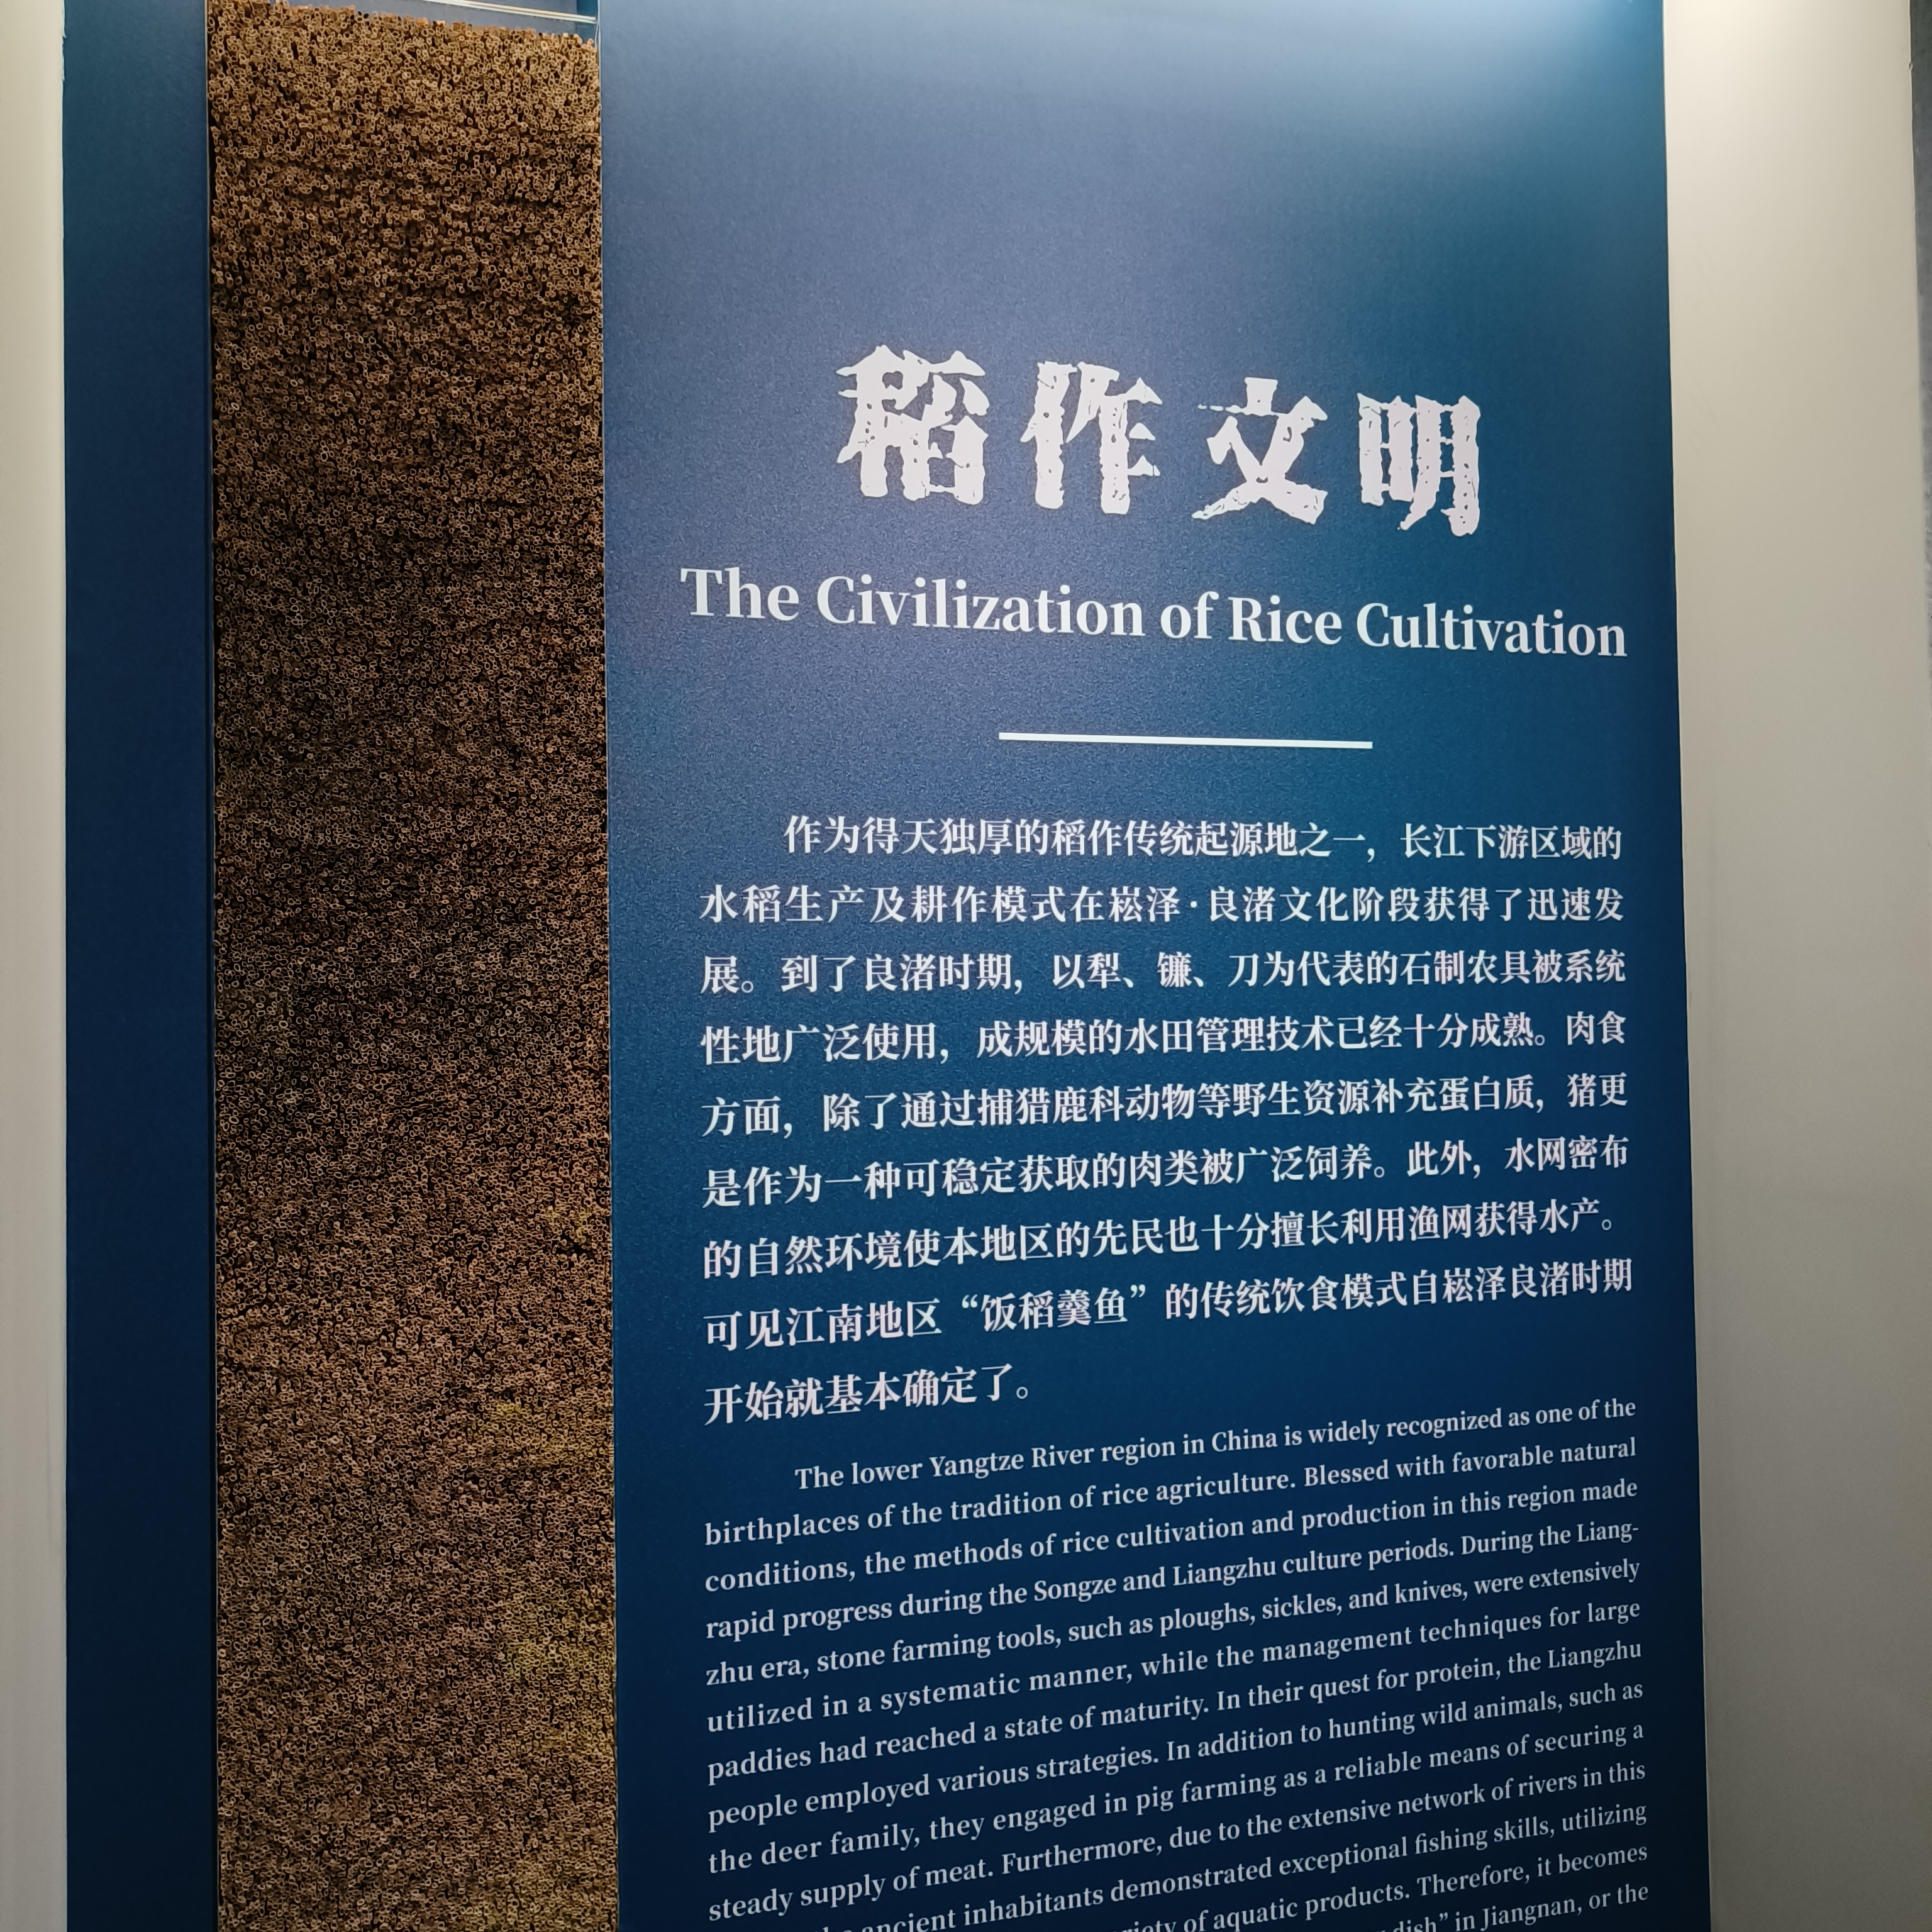 稻作文明
The Civilization of Rice Cultivation
作为得天独厚的稻作传统起源地之一，长江下游区域的
水稻生产及耕作模式在崧泽·良渚文化阶段获得了迅速发
展。到了良渚时期，以犁、镰、刀为代表的石制农具被系统
性地广泛使用，成规模的水田管理技术已经十分成熟。肉食
方面，除了通过捕猎鹿科动物等野生资源补充蛋白质，猪更
是作为一种可稳定获取的肉类被广泛饲养。此外，水网密布
的自然环境使本地区的先民也十分擅长利用渔网获得水产。
可见江南地区“饭稻羹鱼”的传统饮食模式自崧泽良渚时期
开始就基本确定了。
The lower Yangtze River region in China is widely recognized as one of the
birthplaces of the tradition of rice agriculture. Blessed with favorable natural
conditions, the methods of rice cultivation and production in this region made
rapid progress during the Songze and Liangzhu culture periods. During the Liang-
zhu era, stone farming tools, such as ploughs, sickles, and knives, were extensively
utilized in a systematic manner, while the management techniques for large
paddies had reached a state of maturity. In their quest for protein, the Liangzhu
people employed various strategies. In addition to hunting wild animals, such as
the deer family, they engaged in pig farming as a reliable means of securing a
steady supply of meat. Furthermore, due to the extensive network of rivers in this
ancient inhabitants demonstrated exceptional fishing skills, utilizing
of aquatic products. Therefore, it becomes
dish” in Jiangnan, or the